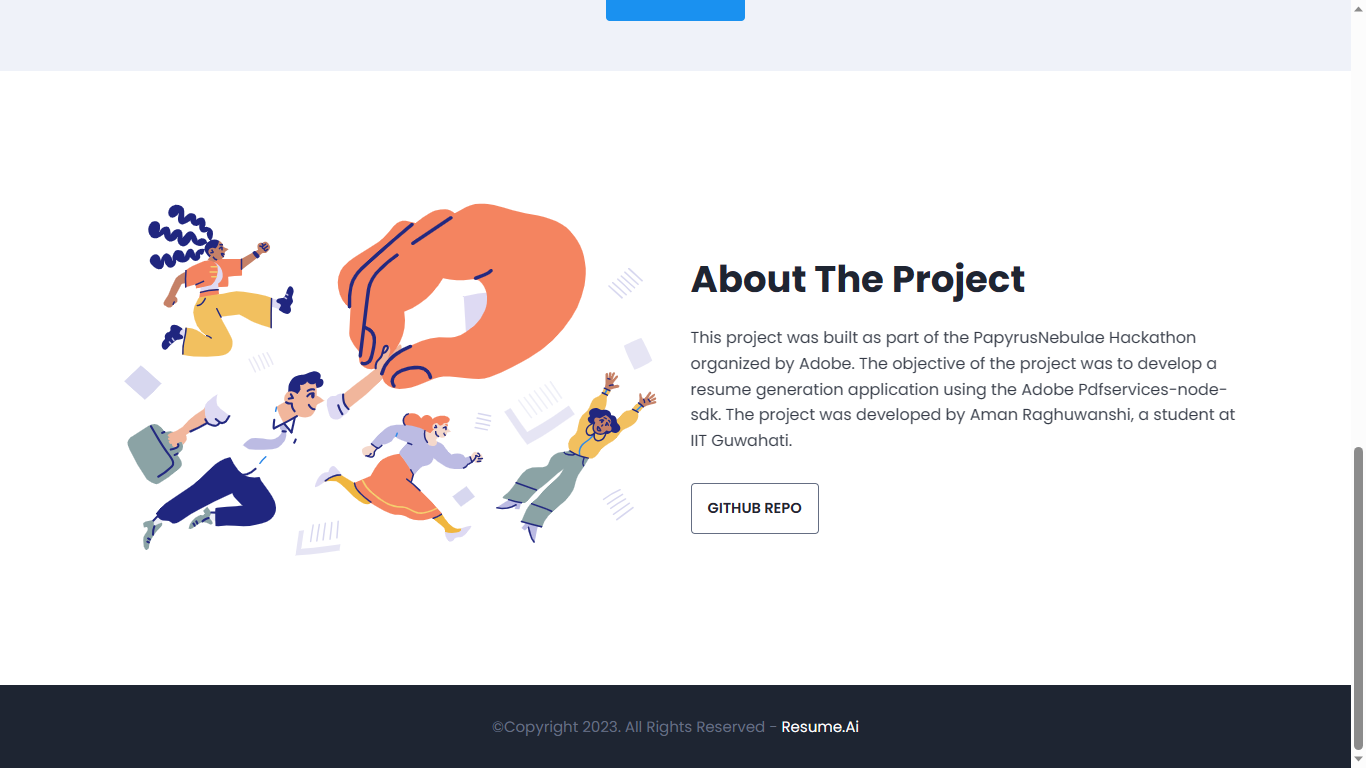 About The Project
This project was built as part of the PapyrusNebulae Hackathon
organized by Adobe. The objective of the project was to develop a
resume generation application using the Adobe Pdfservices-node-
sdk. The project was developed by Aman Raghuwanshi, a student at
IIT Guwahati.
GITHUB REPO
©Copyright 2023. All Rights Reserved - Resume.Ai